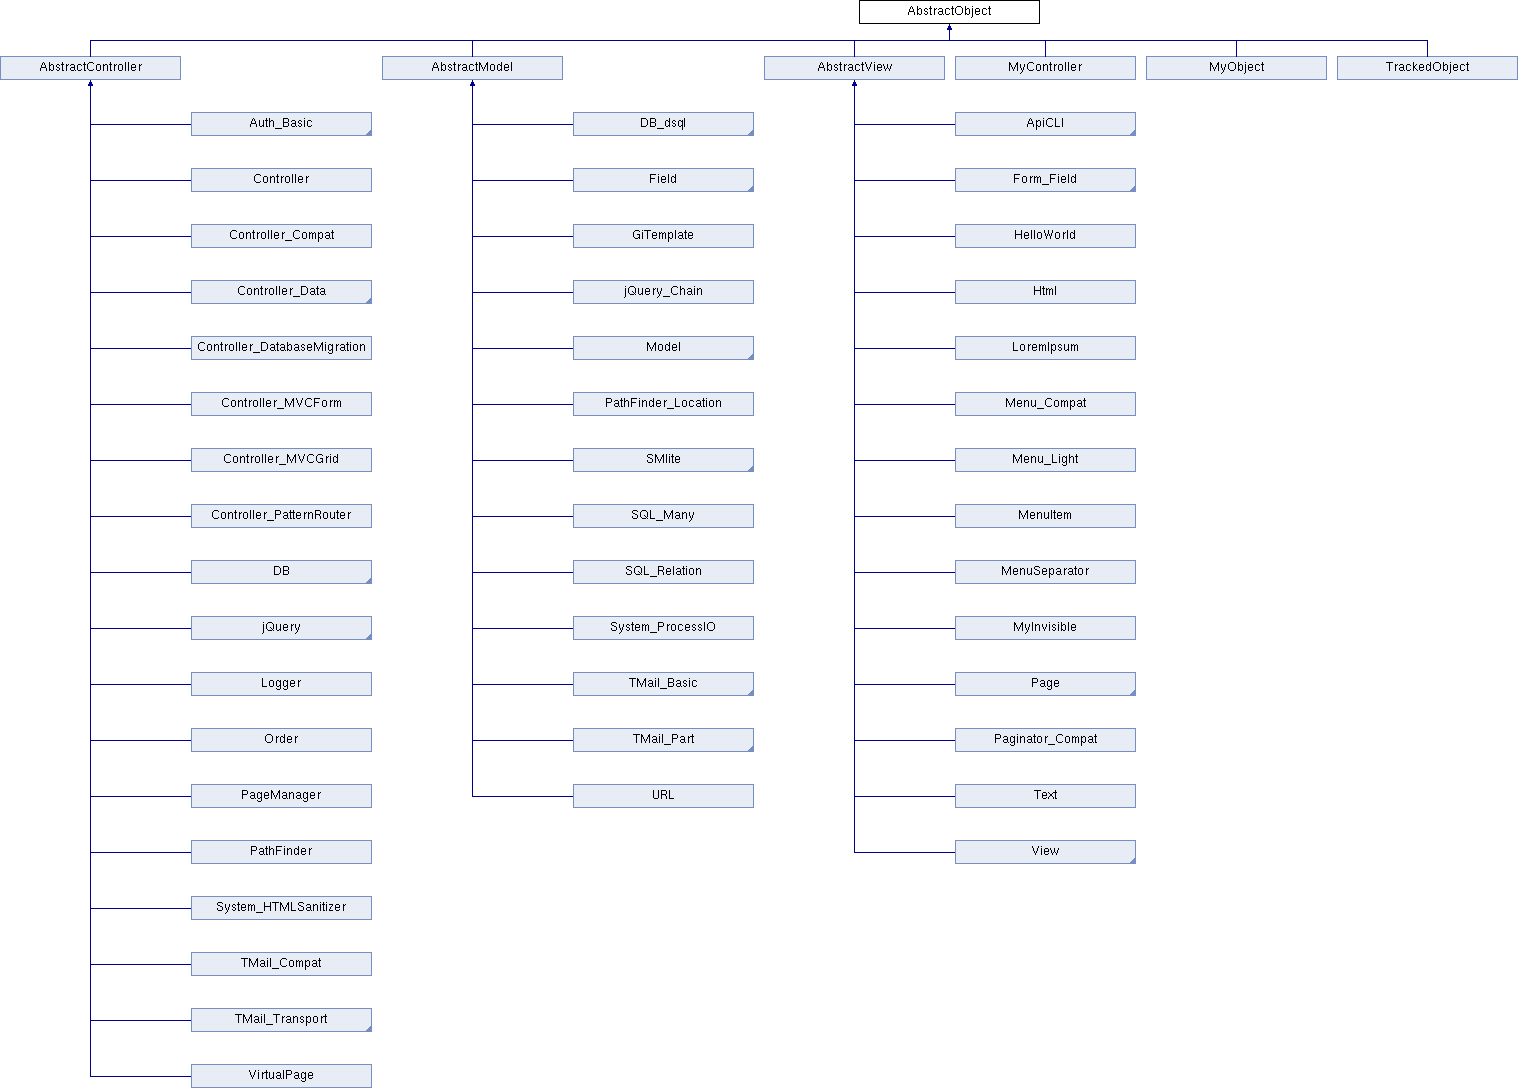 AbstractObject
AbstractController
AbstractModel
AbstractView
MyController
MyObject
TrackedObject
Auth_Basic
Controller
Controller_Compat
Controller_Data
Controller_DatabaseMigration
Controller_MVCForm
Controller_MVCGrid
Controller_PatternRouter
DB
jQuery
Logger
Order
PageManager
PathFinder
System_HTMLSanitizer
TMail_Compat
TMail_Transport
VirtualPage
DB_dsql
Field
GiTemplate
jQuery_Chain
Model
PathFinder_Location
SMlite
SQL_Many
SQL_Relation
System_ProcessIO
TMail_Basic
TMail_Part
URL
ApiCLI
Form_Field
HelloWorld
Html
LoremIpsum
Menu_Compat
Menu_Light
MenuItem
MenuSeparator
MyInvisible
Page
Paginator_Compat
Text
View